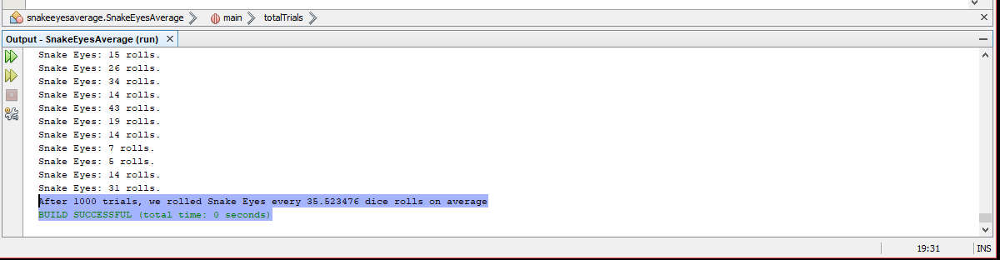 snakeeyesaverage.SnakeEyesAverage main totalTrials
Output - SnakeEyesAverage (run)
Snake Eyes: 15 rolls.
Snake Eyes: 26 rolls.
Snake Eyes: 34 rolls.
Snake Eyes: 14 rolls.
Snake Eyes: 43 rolls.
Snake Eyes: 19 rolls.
Snake Eyes: 14 rolls.
Snake Eyes: 7 rolls.
Snake Eyes: 5 rolls.
Snake Eyes: 14 rolls.
Snake Eyes: 31 rolls.
After 1000 trials, we rolled Snake Eyes every 35.523476 dice rolls on average
BUILD SUCCESSFUL (total time: 0 seconds)
19:31 INS